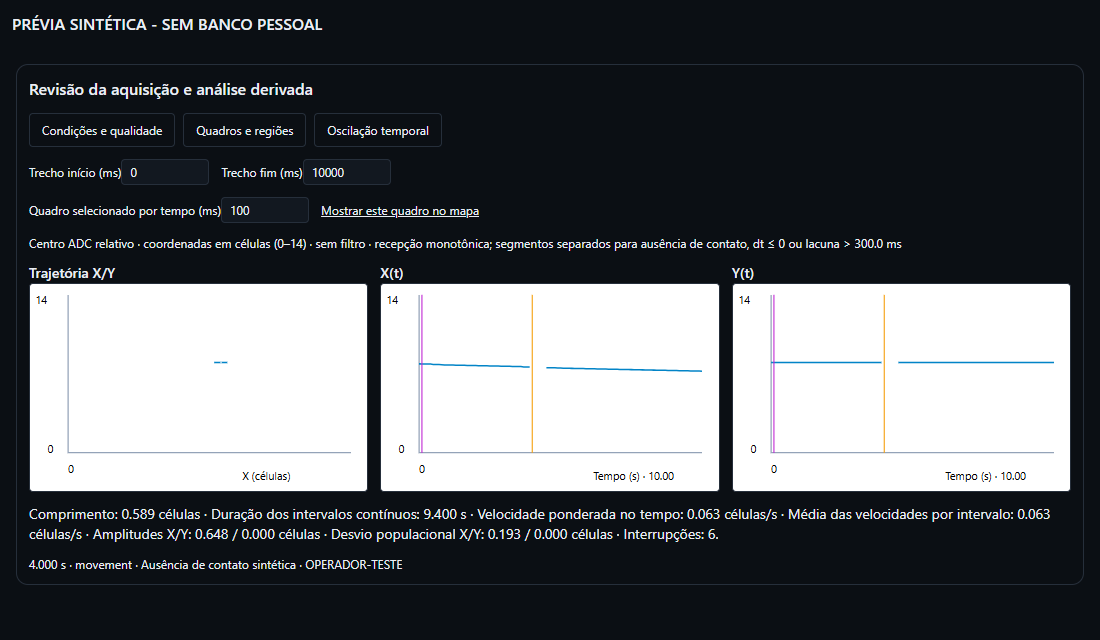 PRÉVIA SINTÉTICA - SEM BANCO PESSOAL
Revisão da aquisição e análise derivada
Condições e qualidade Quadros e regiões Oscilação temporal
Trecho início (ms) 0 Trecho fim (ms) 10000
Quadro selecionado por tempo (ms) 100 Mostrar este quadro no mapa
Centro ADC relativo · coordenadas em células (0–14) · sem filtro · recepção monotônica; segmentos separados para ausência de contato, dt ≤ 0 ou lacuna > 300.0 ms
Trajetória X/Y
14
0
0
X (células)
X(t)
14
0
0
Tempo (s) · 10.00
Y(t)
14
0
0
Tempo (s) · 10.00
Comprimento: 0.589 células · Duração dos intervalos contínuos: 9.400 s · Velocidade ponderada no tempo: 0.063 células/s · Média das velocidades por intervalo: 0.063
células/s · Amplitudes X/Y: 0.648 / 0.000 células · Desvio populacional X/Y: 0.193 / 0.000 células · Interrupções: 6.
4.000 s · movement · Ausência de contato sintética · OPERADOR-TESTE